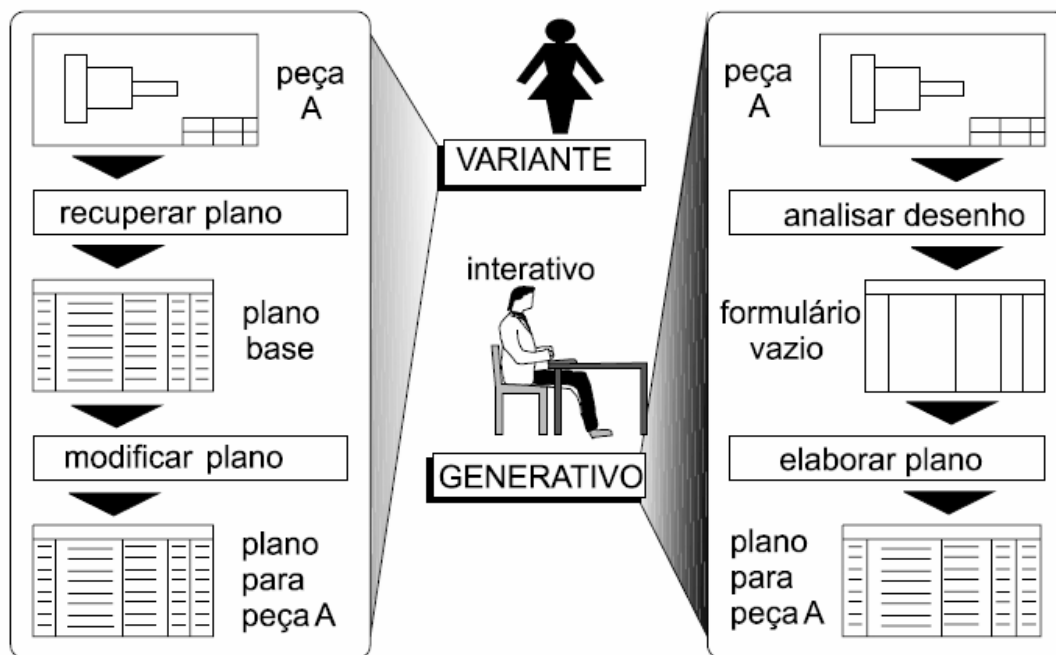 peça
A
recuperar plano
plano
base
modificar plano
plano
para
peça A
VARIANTE
interativo
GENERATIVO
peça
A
analisar desenho
formulário
vazio
elaborar plano
plano
para
peça A